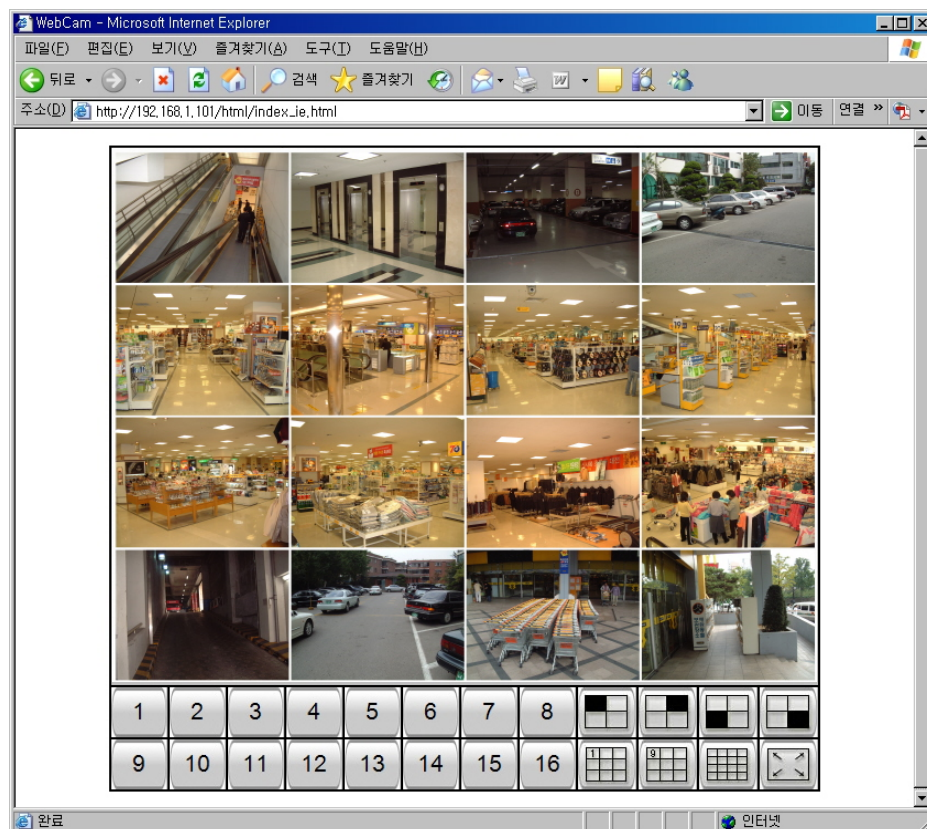 WebCam - Microsoft Internet Explorer
파일(F) 편집(E) 보기(V) 즐겨찾기(A) 도구(T) 도움말(H)
뒤로 검색 즐겨찾기
주소(D) http://192.168.1.101/html/index_ie.html 이동 연결 »
1 2 3 4 5 6 7 8
9 10 11 12 13 14 15 16 1 9
완료 인터넷